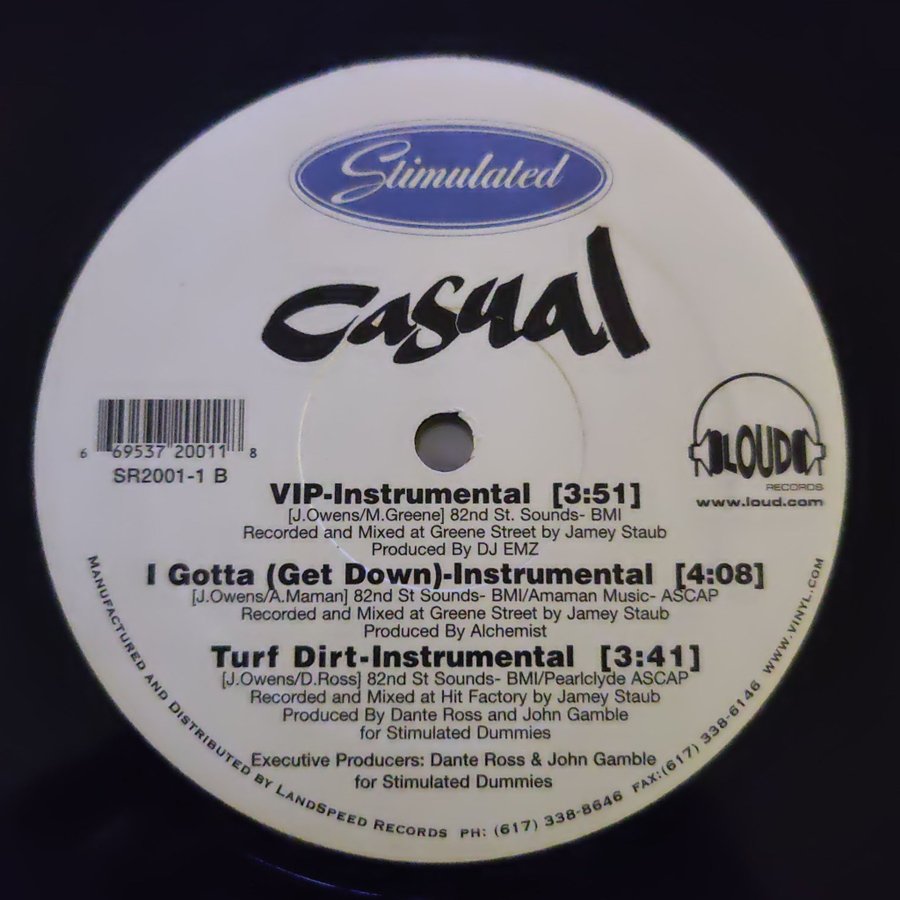 Stimulated
Casual
6 69537 20011 8
SR2001-1 B
LOUD
RECORDS
www.loud.com
VIP-Instrumental [3:51]
[J.Owens/M.Greene] 82nd St. Sounds- BMI
Recorded and Mixed at Greene Street by Jamey Staub
Produced By DJ EMZ
I Gotta (Get Down)-Instrumental [4:08]
[J.Owens/A.Maman] 82nd St Sounds- BMI/Amaman Music- ASCAP
Recorded and Mixed at Greene Street by Jamey Staub
Produced By Alchemist
Turf Dirt-Instrumental [3:41]
[J.Owens/D.Ross] 82nd St Sounds- BMI/Pearlclyde ASCAP
Recorded and Mixed at Hit Factory by Jamey Staub
Produced By Dante Ross and John Gamble
for Stimulated Dummies
Executive Producers: Dante Ross & John Gamble
for Stimulated Dummies
Manufactured and Distributed by LandSpeed Records ph: (617) 338-8646 fax:(617) 338-6146 www.vinyl.com